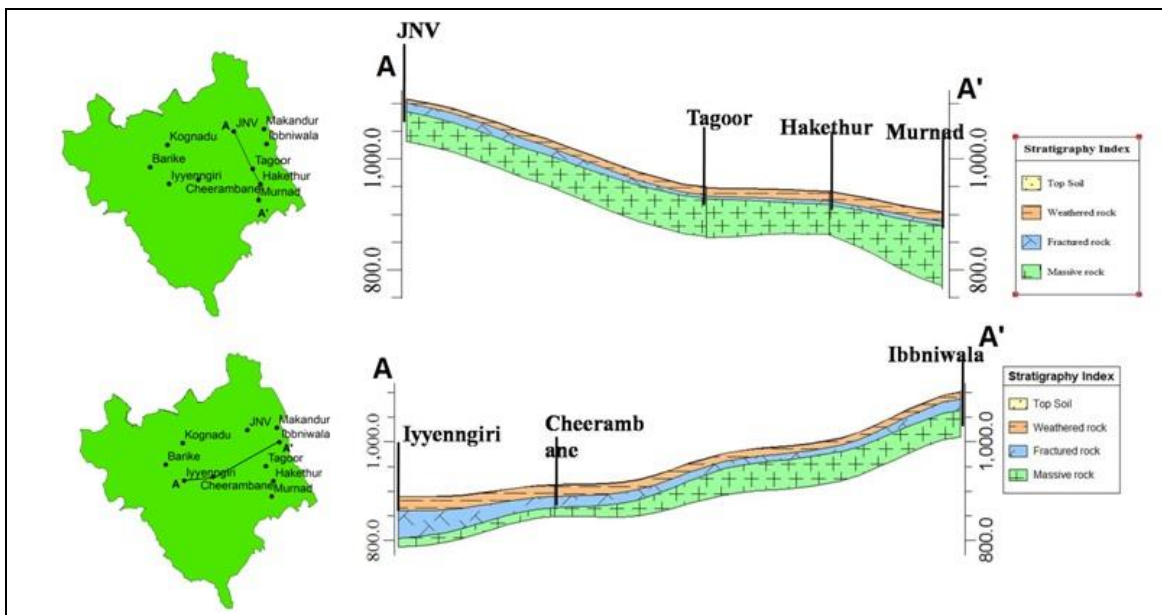 JNV
A
A'
Tagoor
Hakethur
Murnad
1,000.0
800.0
1,000.0
800.0
A
JNV
Makandur
Ibbniwala
Kognadu
Barike
Tagoor
Iyyenngiri
Hakethur
Cheerambane
Murnad
A'
Stratigraphy Index
Top Soil
Weathered rock
Fractured rock
Massive rock
A
A'
Iyyenngiri
Cheeramb
ane
Ibbniwala
1,000.0
800.0
1,000.0
800.0
JNV
Makandur
Kognadu
Ibbniwala
A'
Barike
Tagoor
Iyyenngiri
Hakethur
A
Cheerambane
Murnad
Stratigraphy Index
Top Soil
Weathered rock
Fractured rock
Massive rock